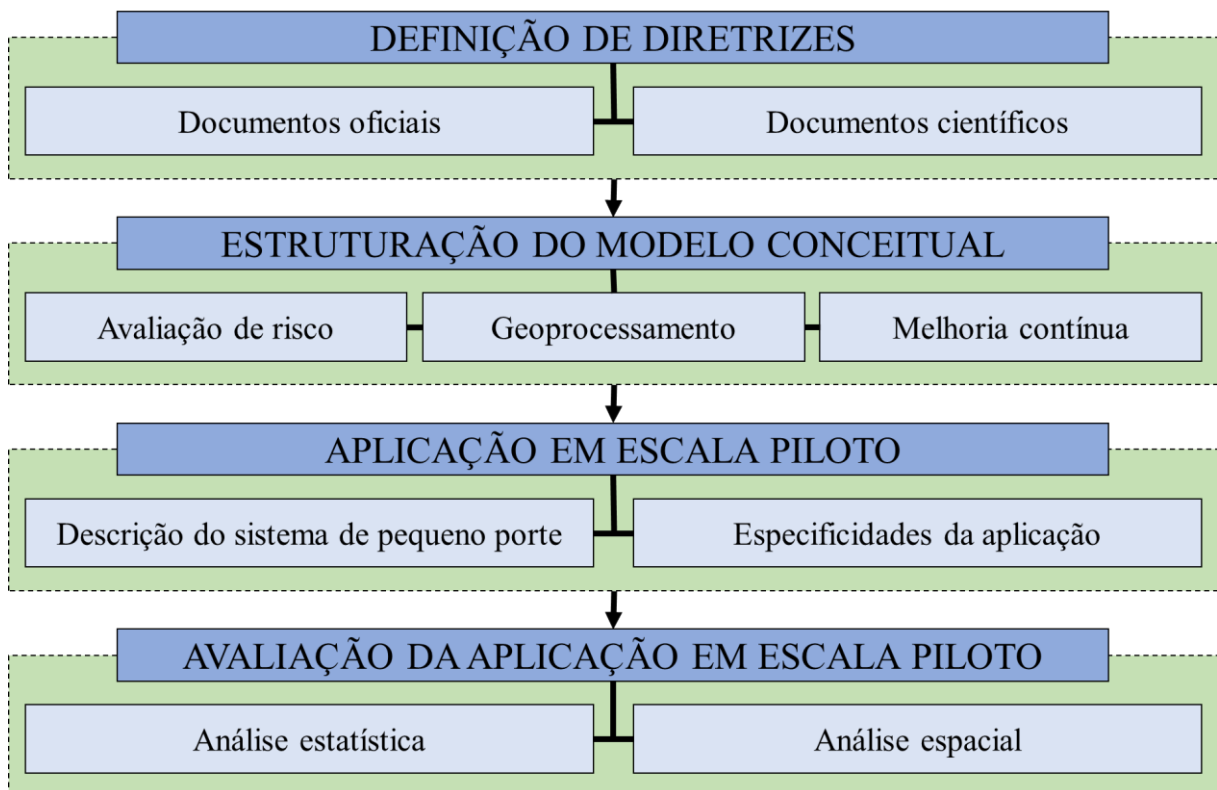 DEFINIÇÃO DE DIRETRIZES
Documentos oficiais
Documentos científicos
ESTRUTURAÇÃO DO MODELO CONCEITUAL
Avaliação de risco
Geoprocessamento
Melhoria contínua
APLICAÇÃO EM ESCALA PILOTO
Descrição do sistema de pequeno porte
Especificidades da aplicação
AVALIAÇÃO DA APLICAÇÃO EM ESCALA PILOTO
Análise estatística
Análise espacial